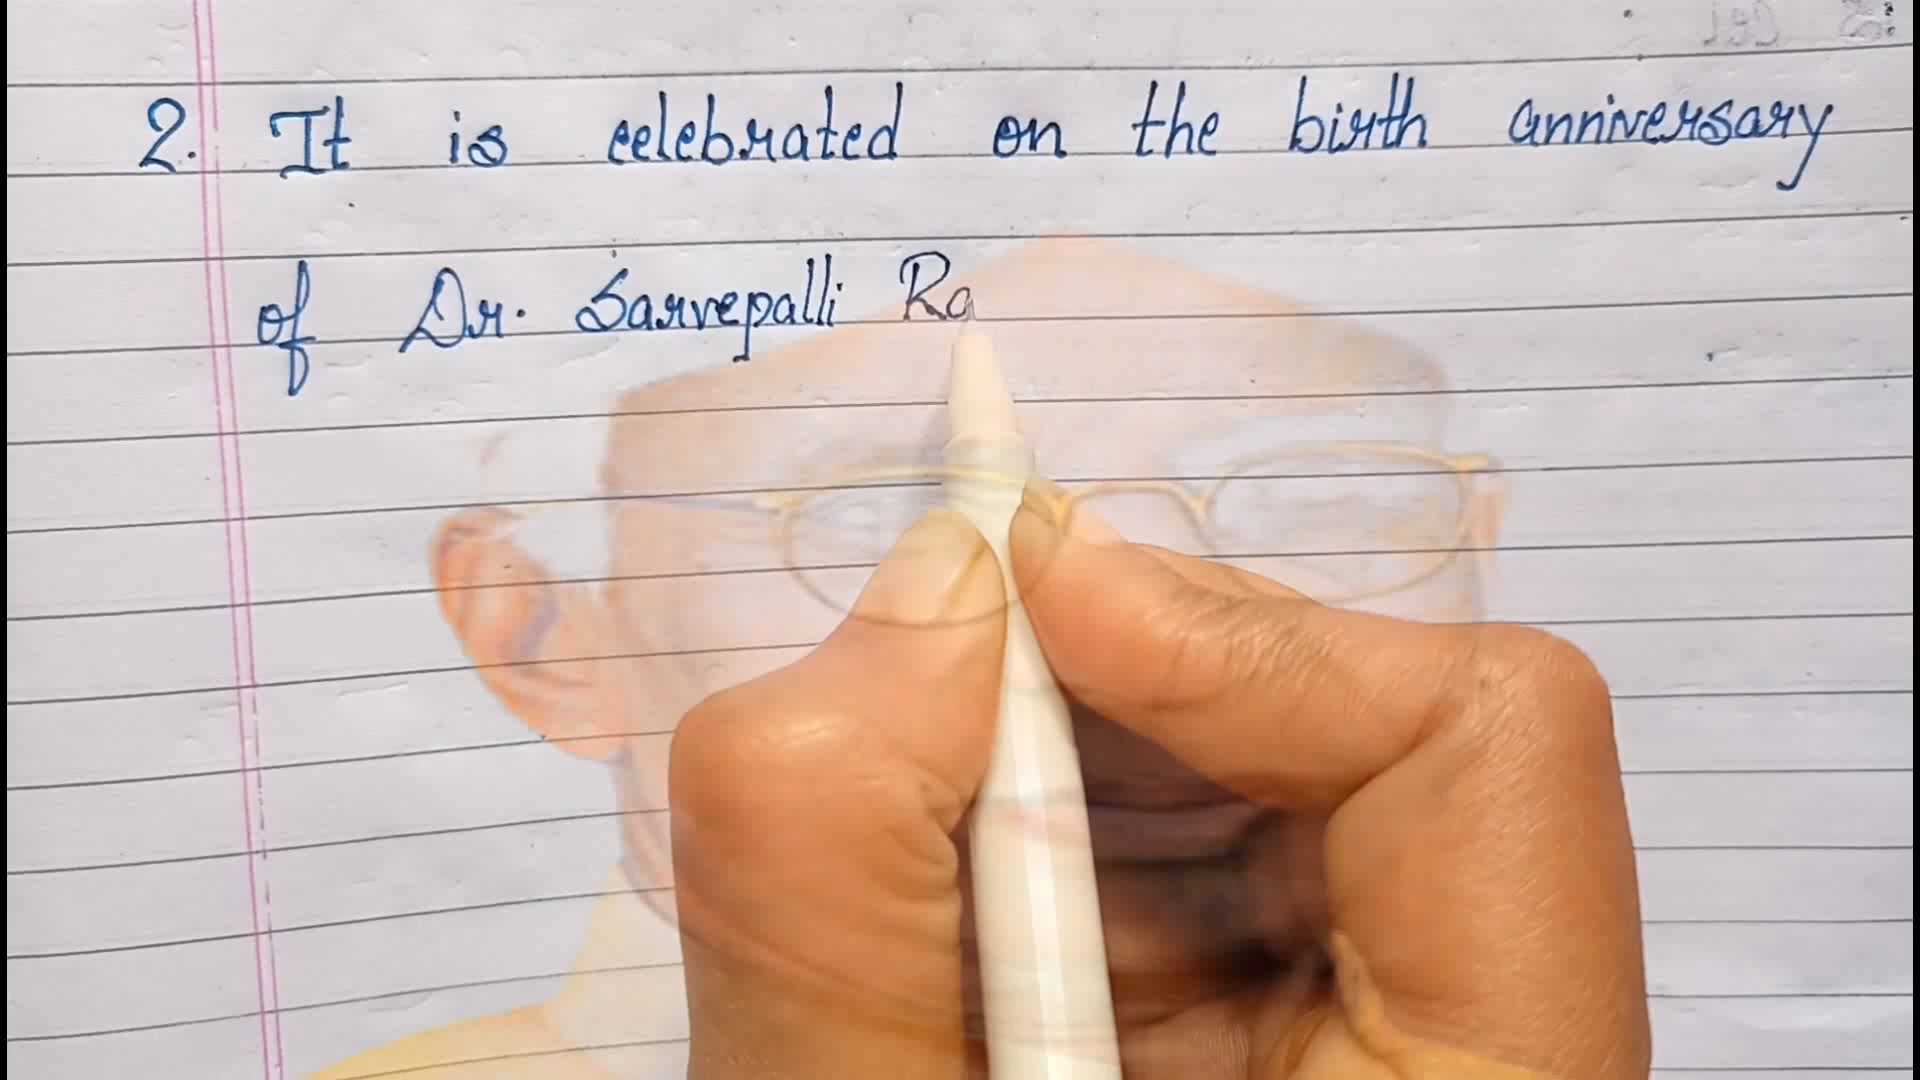 2. It is celebrated on the birth anniversary
of Dr. Sarvepalli Ra